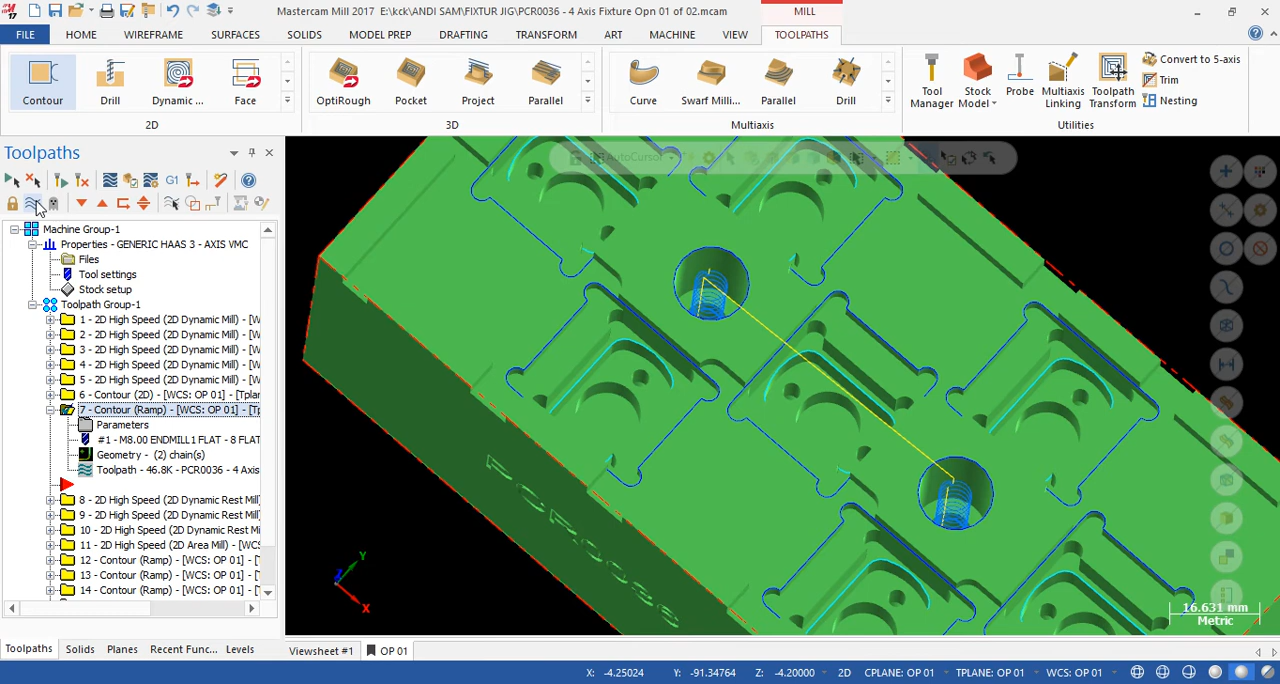 Mastercam Mill 2017 E:\kck\ANDI SAM\FIXTUR JIG\PCR0036 - 4 Axis Fixture Opn 01 of 02.mcam
MILL
FILE HOME WIREFRAME SURFACES SOLIDS MODEL PREP DRAFTING TRANSFORM ART MACHINE VIEW TOOLPATHS
Contour Drill Dynamic ... Face
2D
OptiRough Pocket Project Parallel
3D
Curve Swarf Milli... Parallel Drill
Multiaxis
Tool Manager
Stock Model
Probe
Multiaxis Linking
Toolpath Transform
Convert to 5-axis
Trim
Nesting
Utilities
Toolpaths
G1
AutoCursor
Machine Group-1
Properties - GENERIC HAAS 3 - AXIS VMC
Files
Tool settings
Stock setup
Toolpath Group-1
1 - 2D High Speed (2D Dynamic Mill) - [W
2 - 2D High Speed (2D Dynamic Mill) - [W
3 - 2D High Speed (2D Dynamic Mill) - [W
4 - 2D High Speed (2D Dynamic Mill) - [W
5 - 2D High Speed (2D Dynamic Mill) - [W
6 - Contour (2D) - [WCS: OP 01] - [Tplan
7 - Contour (Ramp) - [WCS: OP 01] - [Tp
Parameters
#1 - M8.00 ENDMILL1 FLAT - 8 FLAT
Geometry - (2) chain(s)
Toolpath - 46.8K - PCR0036 - 4 Axis
8 - 2D High Speed (2D Dynamic Rest Mill
9 - 2D High Speed (2D Dynamic Rest Mill
10 - 2D High Speed (2D Dynamic Rest Mi
11 - 2D High Speed (2D Area Mill) - [WCS
12 - Contour (Ramp) - [WCS: OP 01] - [T
13 - Contour (Ramp) - [WCS: OP 01] - [T
14 - Contour (Ramp) - [WCS: OP 01] - [T
Y
X
16.631 mm
Metric
Toolpaths Solids Planes Recent Func... Levels
Viewsheet #1 OP 01
X: -4.25024 Y: -91.34764 Z: -4.20000 2D CPLANE: OP 01 TPLANE: OP 01 WCS: OP 01